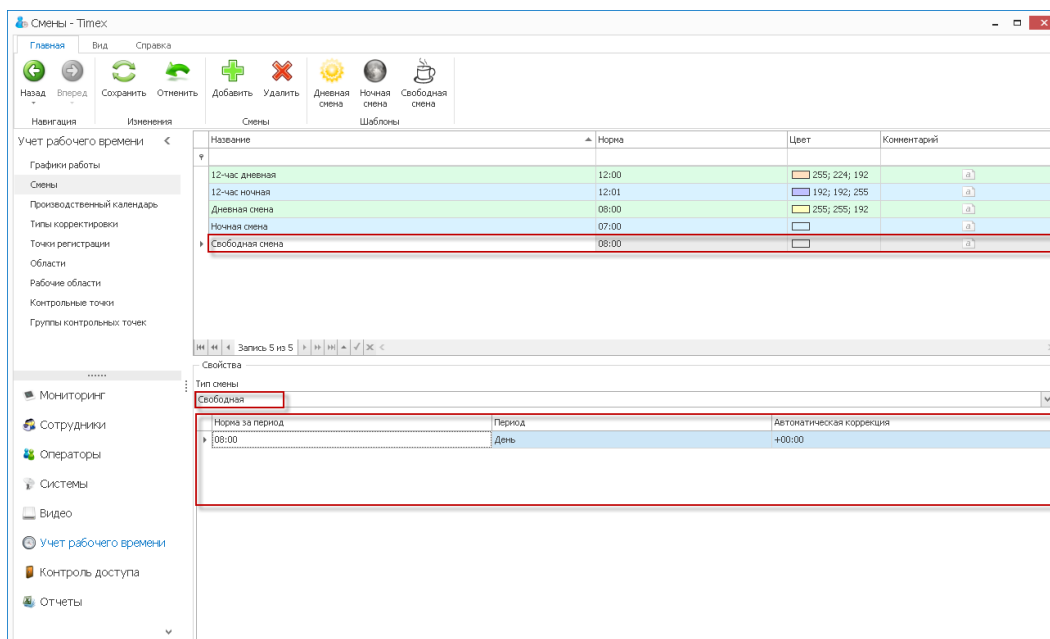 Смены - Timex
Главная Вид Справка
Назад Вперед Сохранить Отменить Добавить Удалить Дневная смена Ночная смена Свободная смена
Навигация Изменения Смены Шаблоны
Учет рабочего времени
Графики работы
Смены
Производственный календарь
Типы корректировки
Точки регистрации
Области
Рабочие области
Контрольные точки
Группы контрольных точек
Мониторинг
Сотрудники
Операторы
Системы
Видео
Учет рабочего времени
Контроль доступа
Отчеты
Название Норма Цвет Комментарий
12-час дневная 12:00 255; 224; 192 a
12-час ночная 12:01 192; 192; 255 a
Дневная смена 08:00 255; 255; 192 a
Ночная смена 07:00 a
Свободная смена 08:00 a
Запись 5 из 5
Свойства
Тип смены
Свободная
Норма за период Период Автоматическая коррекция
08:00 День +00:00